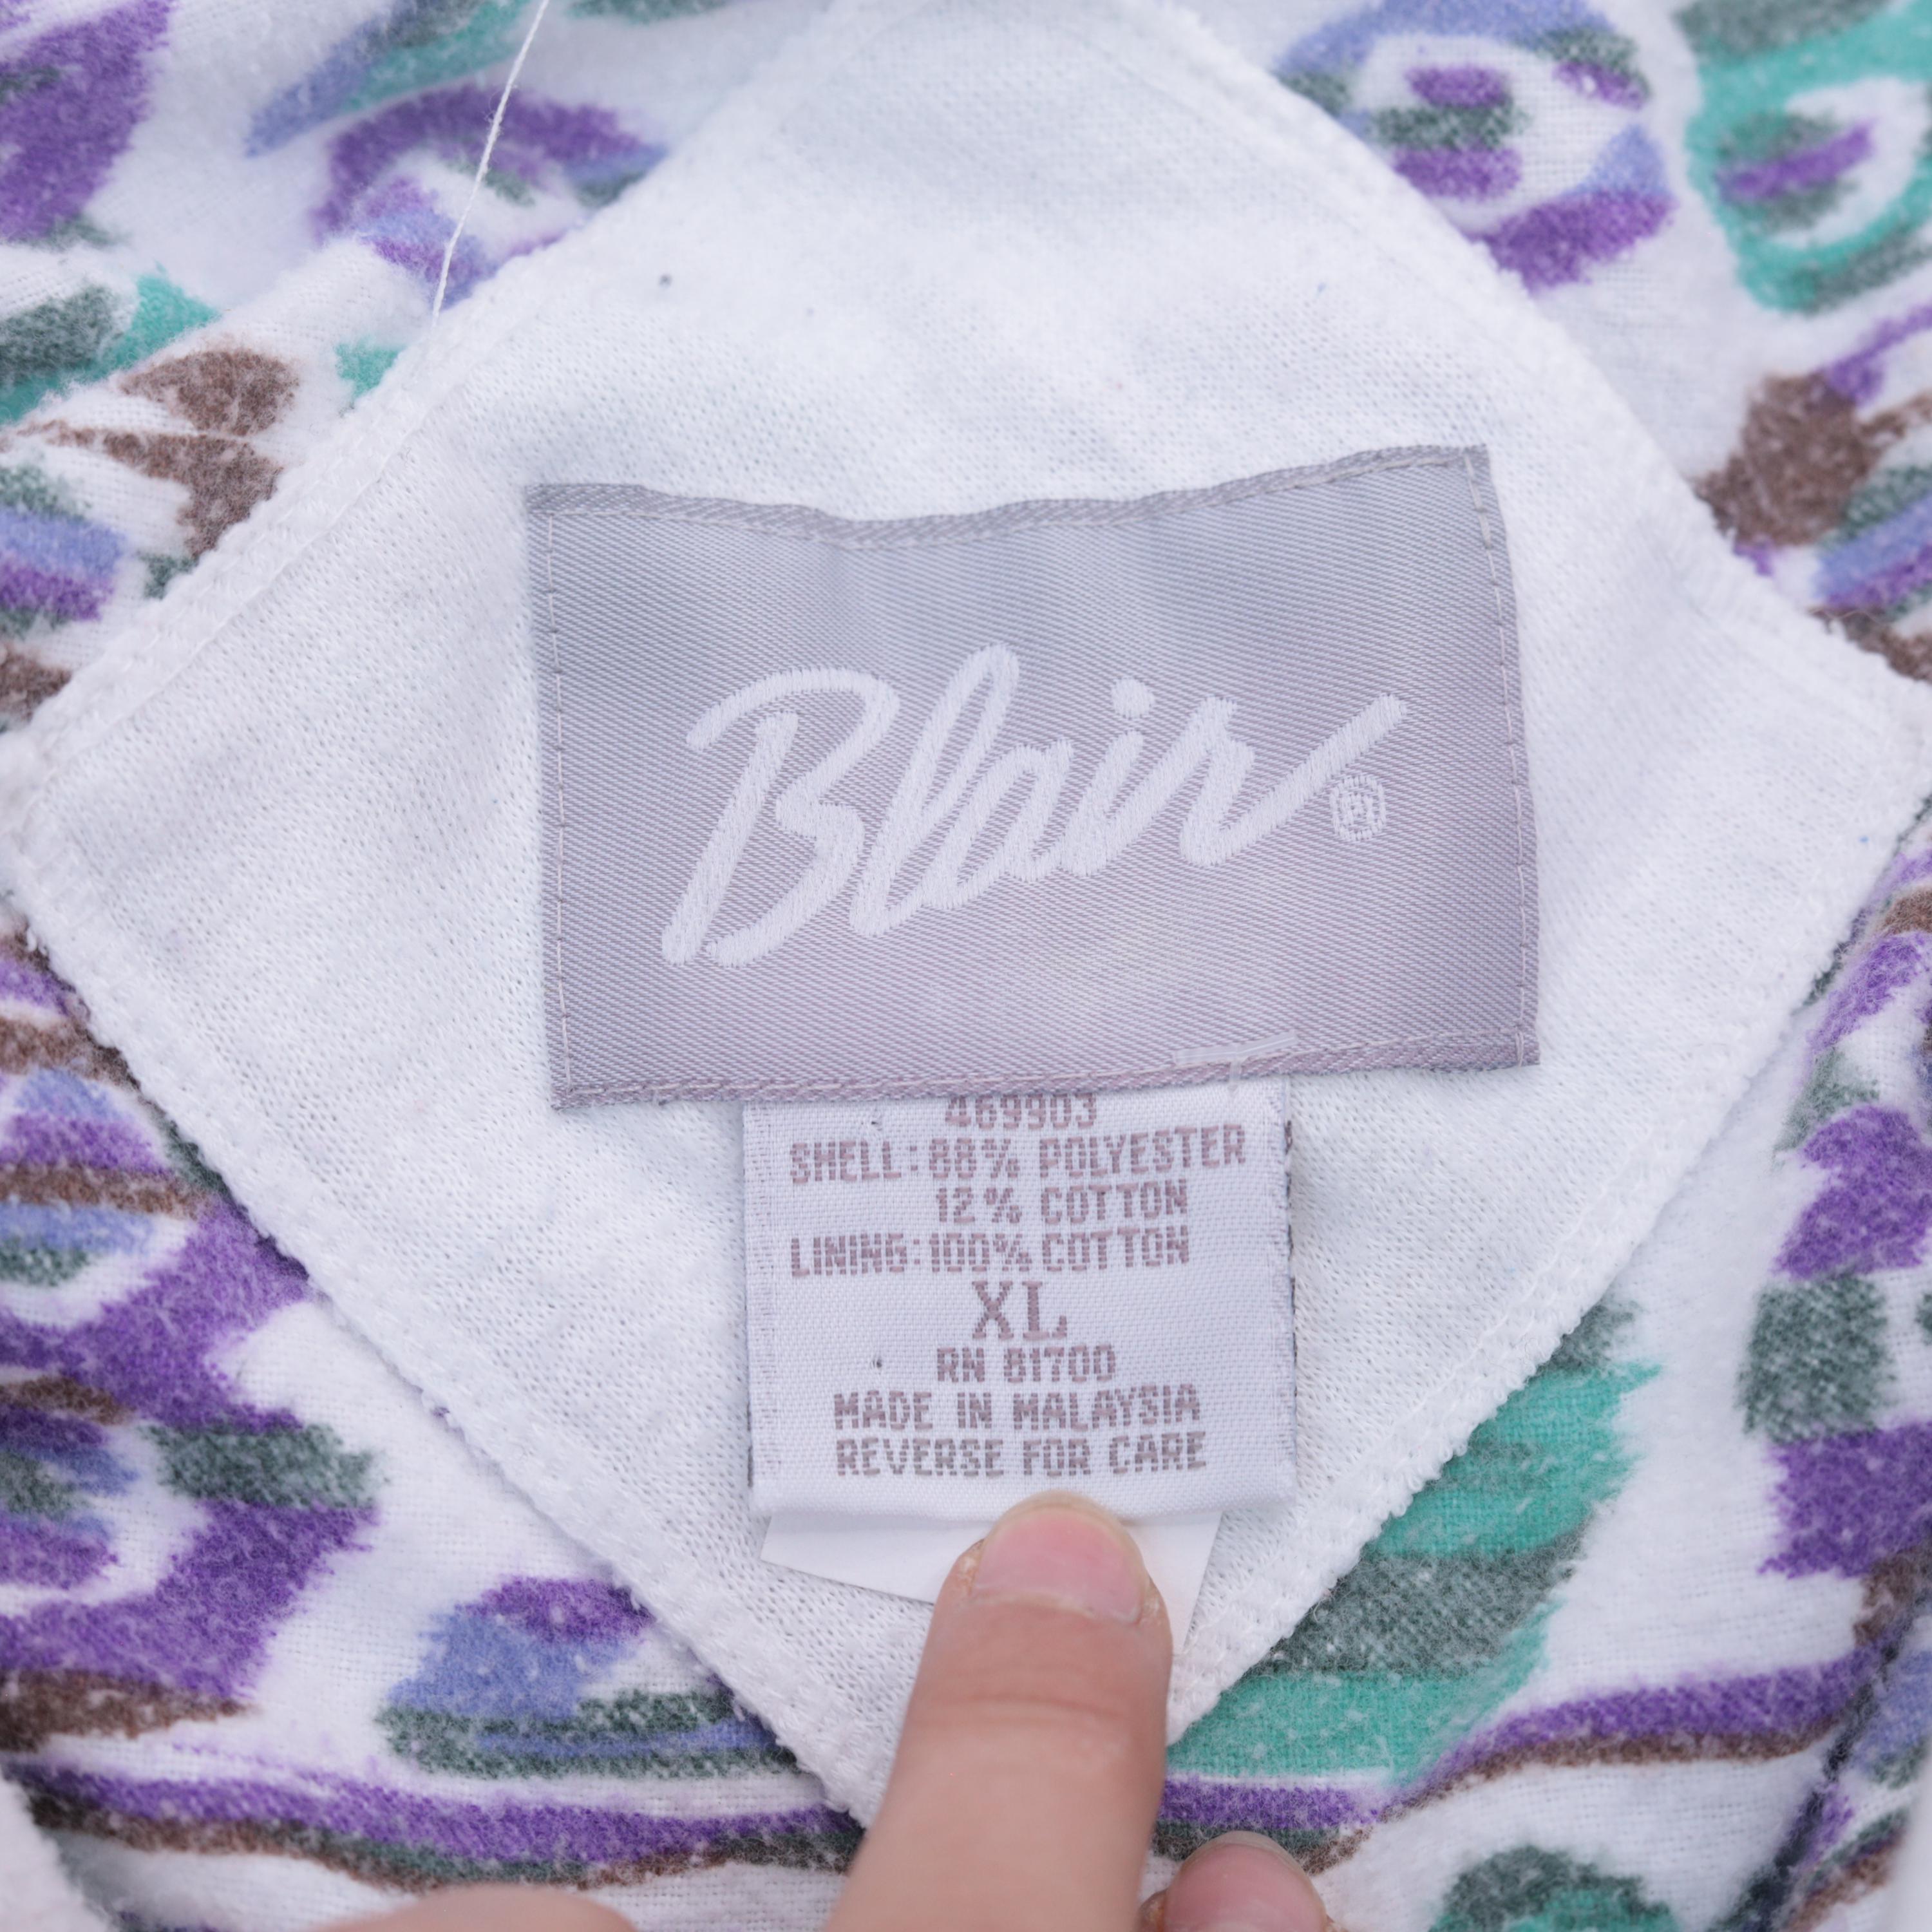 Blair®
469903
SHELL: 88% POLYESTER
12% COTTON
LINING: 100% COTTON
XL
RN 81700
MADE IN MALAYSIA
REVERSE FOR CARE